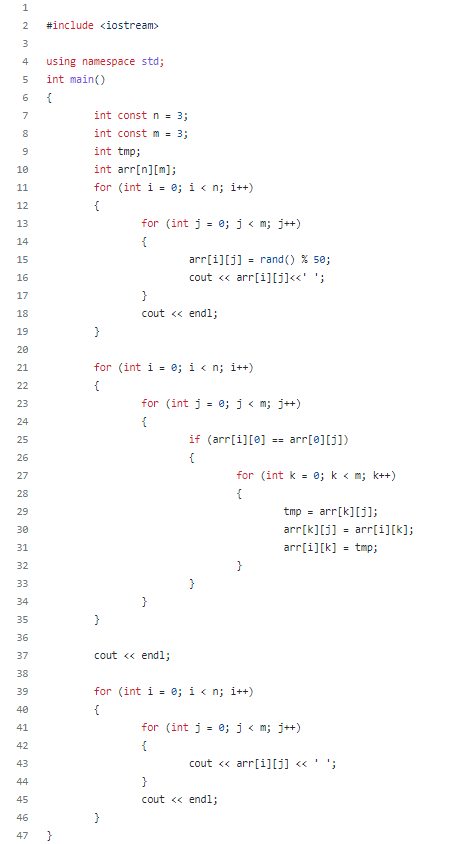 1
2 #include <iostream>
3
4 using namespace std;
5 int main()
6 {
7 int const n = 3;
8 int const m = 3;
9 int tmp;
10 int arr[n][m];
11 for (int i = 0; i < n; i++)
12 {
13 for (int j = 0; j < m; j++)
14 {
15 arr[i][j] = rand() % 50;
16 cout << arr[i][j]<<' ';
17 }
18 cout << endl;
19 }
20
21 for (int i = 0; i < n; i++)
22 {
23 for (int j = 0; j < m; j++)
24 {
25 if (arr[i][0] == arr[0][j])
26 {
27 for (int k = 0; k < m; k++)
28 {
29 tmp = arr[k][j];
30 arr[k][j] = arr[i][k];
31 arr[i][k] = tmp;
32 }
33 }
34 }
35 }
36
37 cout << endl;
38
39 for (int i = 0; i < n; i++)
40 {
41 for (int j = 0; j < m; j++)
42 {
43 cout << arr[i][j] << ' ';
44 }
45 cout << endl;
46 }
47 }